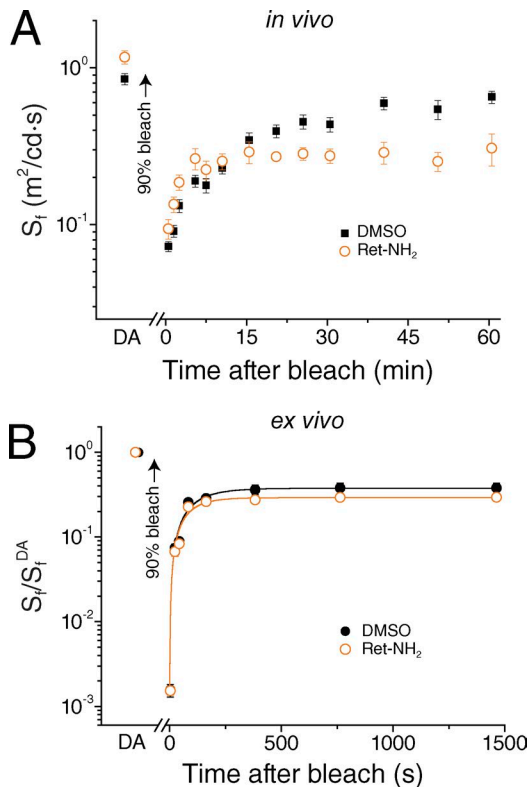 A
in vivo
10⁰
10⁻¹
S_f (m²/cd·s)
90% bleach →
DMSO
Ret-NH₂
DA 0 15 30 45 60
Time after bleach (min)
B
ex vivo
10⁰
10⁻¹
10⁻²
10⁻³
S_f/S_f^DA
90% bleach →
DMSO
Ret-NH₂
DA 0 500 1000 1500
Time after bleach (s)